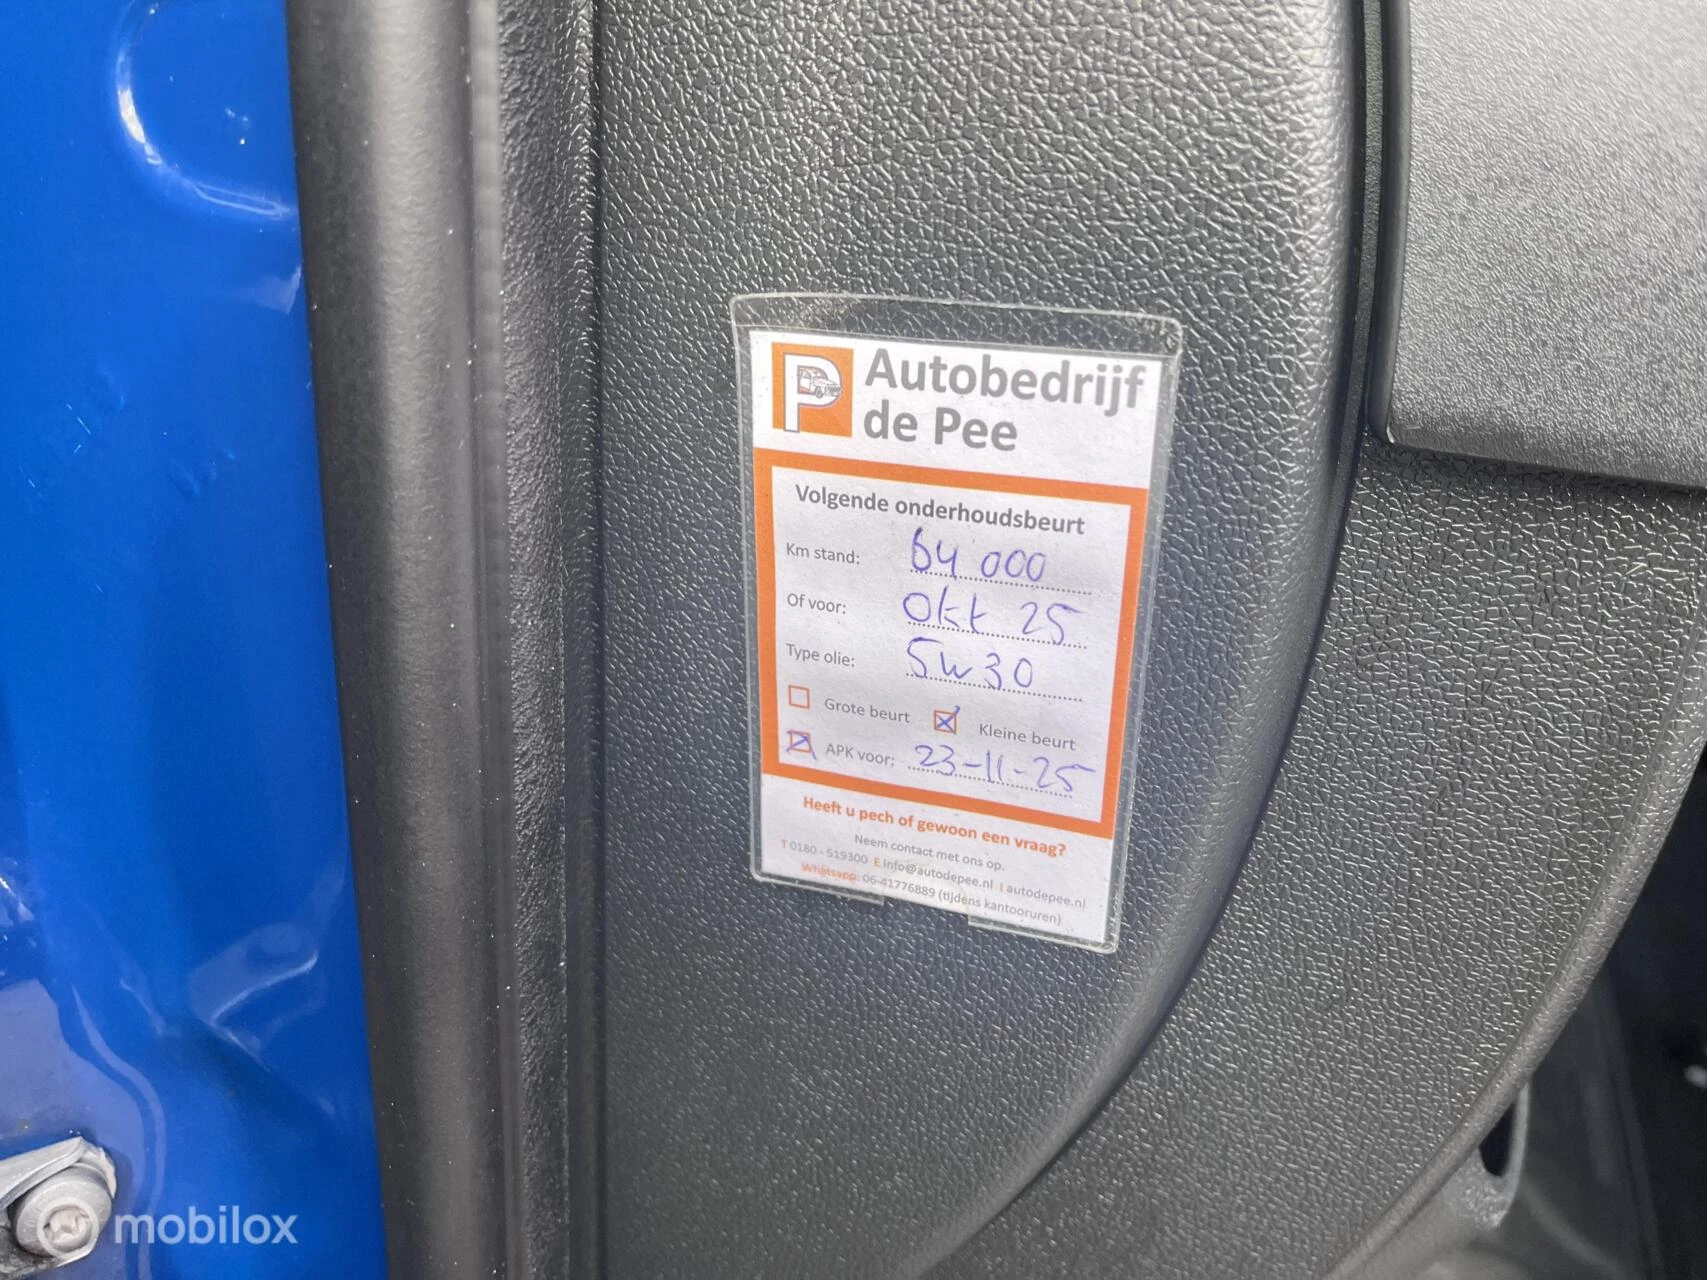 P Autobedrijf
de Pee
Volgende onderhoudsbeurt
Km stand: 64 000
Of voor: Okt 25
Type olie: 5w30
Grote beurt Kleine beurt
APK voor: 23-11-25
Heeft u pech of gewoon een vraag?
Neem contact met ons op.
T 0180 - 519300 E info@autodepee.nl I autodepee.nl
Whatsapp: 06-41776889 (tijdens kantooruren)
mobilox